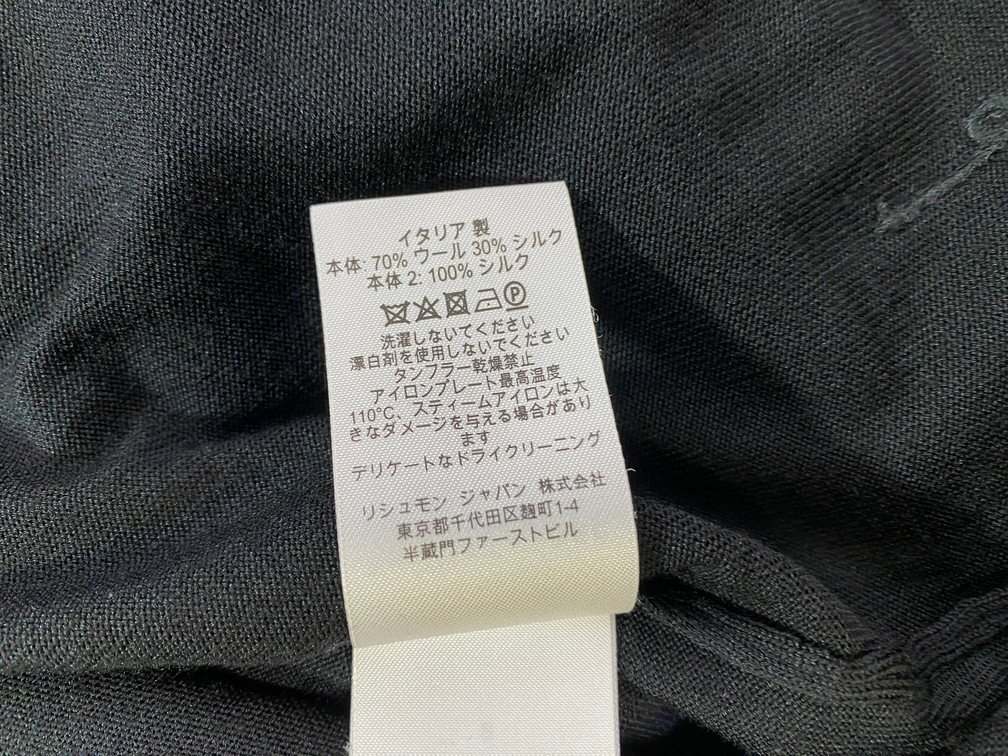 イタリア 製
本体: 70% ウール 30% シルク
本体 2: 100% シルク
P
洗濯しないでください
漂白剤を使用しないでください
タンフラー乾燥禁止
アイロンプレート最高温度
110°C、スティームアイロンは大
きなダメージを与える場合があり
ます
デリケートなドライクリーニング
リシュモン ジャパン 株式会社
東京都千代田区麹町1-4
半蔵門ファーストビル